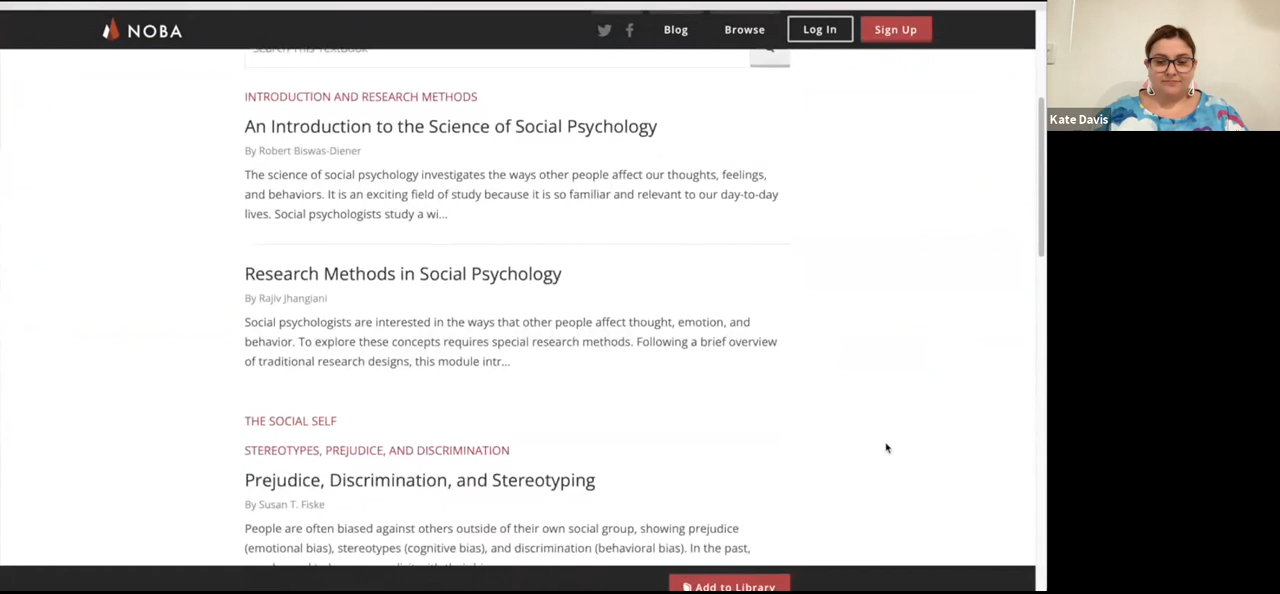 NOBA
Blog
Browse
Log In
Sign Up
Search This Textbook
INTRODUCTION AND RESEARCH METHODS
An Introduction to the Science of Social Psychology
By Robert Biswas-Diener
The science of social psychology investigates the ways other people affect our thoughts, feelings,
and behaviors. It is an exciting field of study because it is so familiar and relevant to our day-to-day
lives. Social psychologists study a wi...
Research Methods in Social Psychology
By Rajiv Jhangiani
Social psychologists are interested in the ways that other people affect thought, emotion, and
behavior. To explore these concepts requires special research methods. Following a brief overview
of traditional research designs, this module intr...
THE SOCIAL SELF
STEREOTYPES, PREJUDICE, AND DISCRIMINATION
Prejudice, Discrimination, and Stereotyping
By Susan T. Fiske
People are often biased against others outside of their own social group, showing prejudice
(emotional bias), stereotypes (cognitive bias), and discrimination (behavioral bias). In the past,
Add to Library
Kate Davis